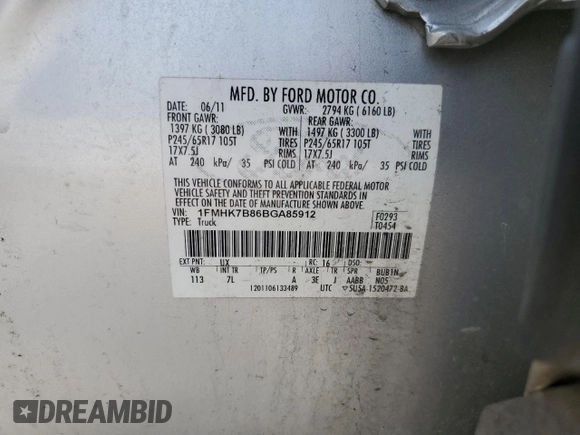 MFD. BY FORD MOTOR CO.
DATE: 06/11 GVWR: 2794 KG ( 6160 LB)
FRONT GAWR: REAR GAWR:
1397 KG ( 3080 LB) 1497 KG ( 3300 LB)
P245/65R17 105T TIRES P245/65R17 105T TIRES
17X7.5J RIMS 17X7.5J RIMS
AT 240 kPa/ 35 PSI COLD AT 240 kPa/ 35 PSI COLD
THIS VEHICLE CONFORMS TO ALL APPLICABLE FEDERAL MOTOR
VEHICLE SAFETY AND THEFT PREVENTION STANDARDS IN
EFFECT ON THE DATE OF MANUFACTURE SHOWN ABOVE.
VIN: 1FMHK7B86BGA85912 F0293
TYPE: Truck T0454
EXT PNT: UX RC: 16 DSO:
WB INT TR TP/PS R AXLE TR SPR BUB1N
113 7L A 3E J AABB N05
1201106133489 UTC 5USA-1520472-BA
DREAMBID